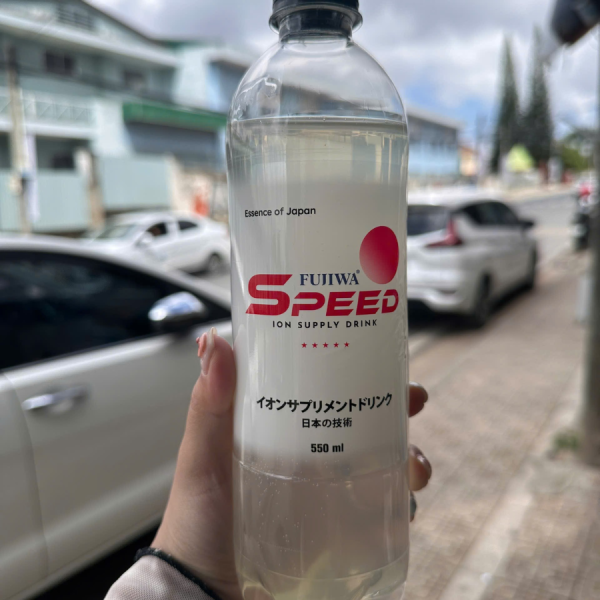 Essence of Japan
FUJIWA®
SPEED
ION SUPPLY DRINK
イオンサプリメントドリンク
日本の技術
550 ml